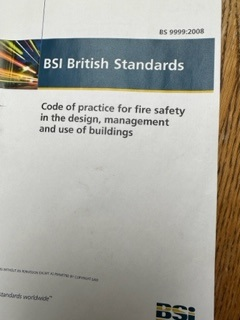 BS 9999:2008
BSI British Standards
Code of practice for fire safety
in the design, management
and use of buildings
standards worldwide™
BSI